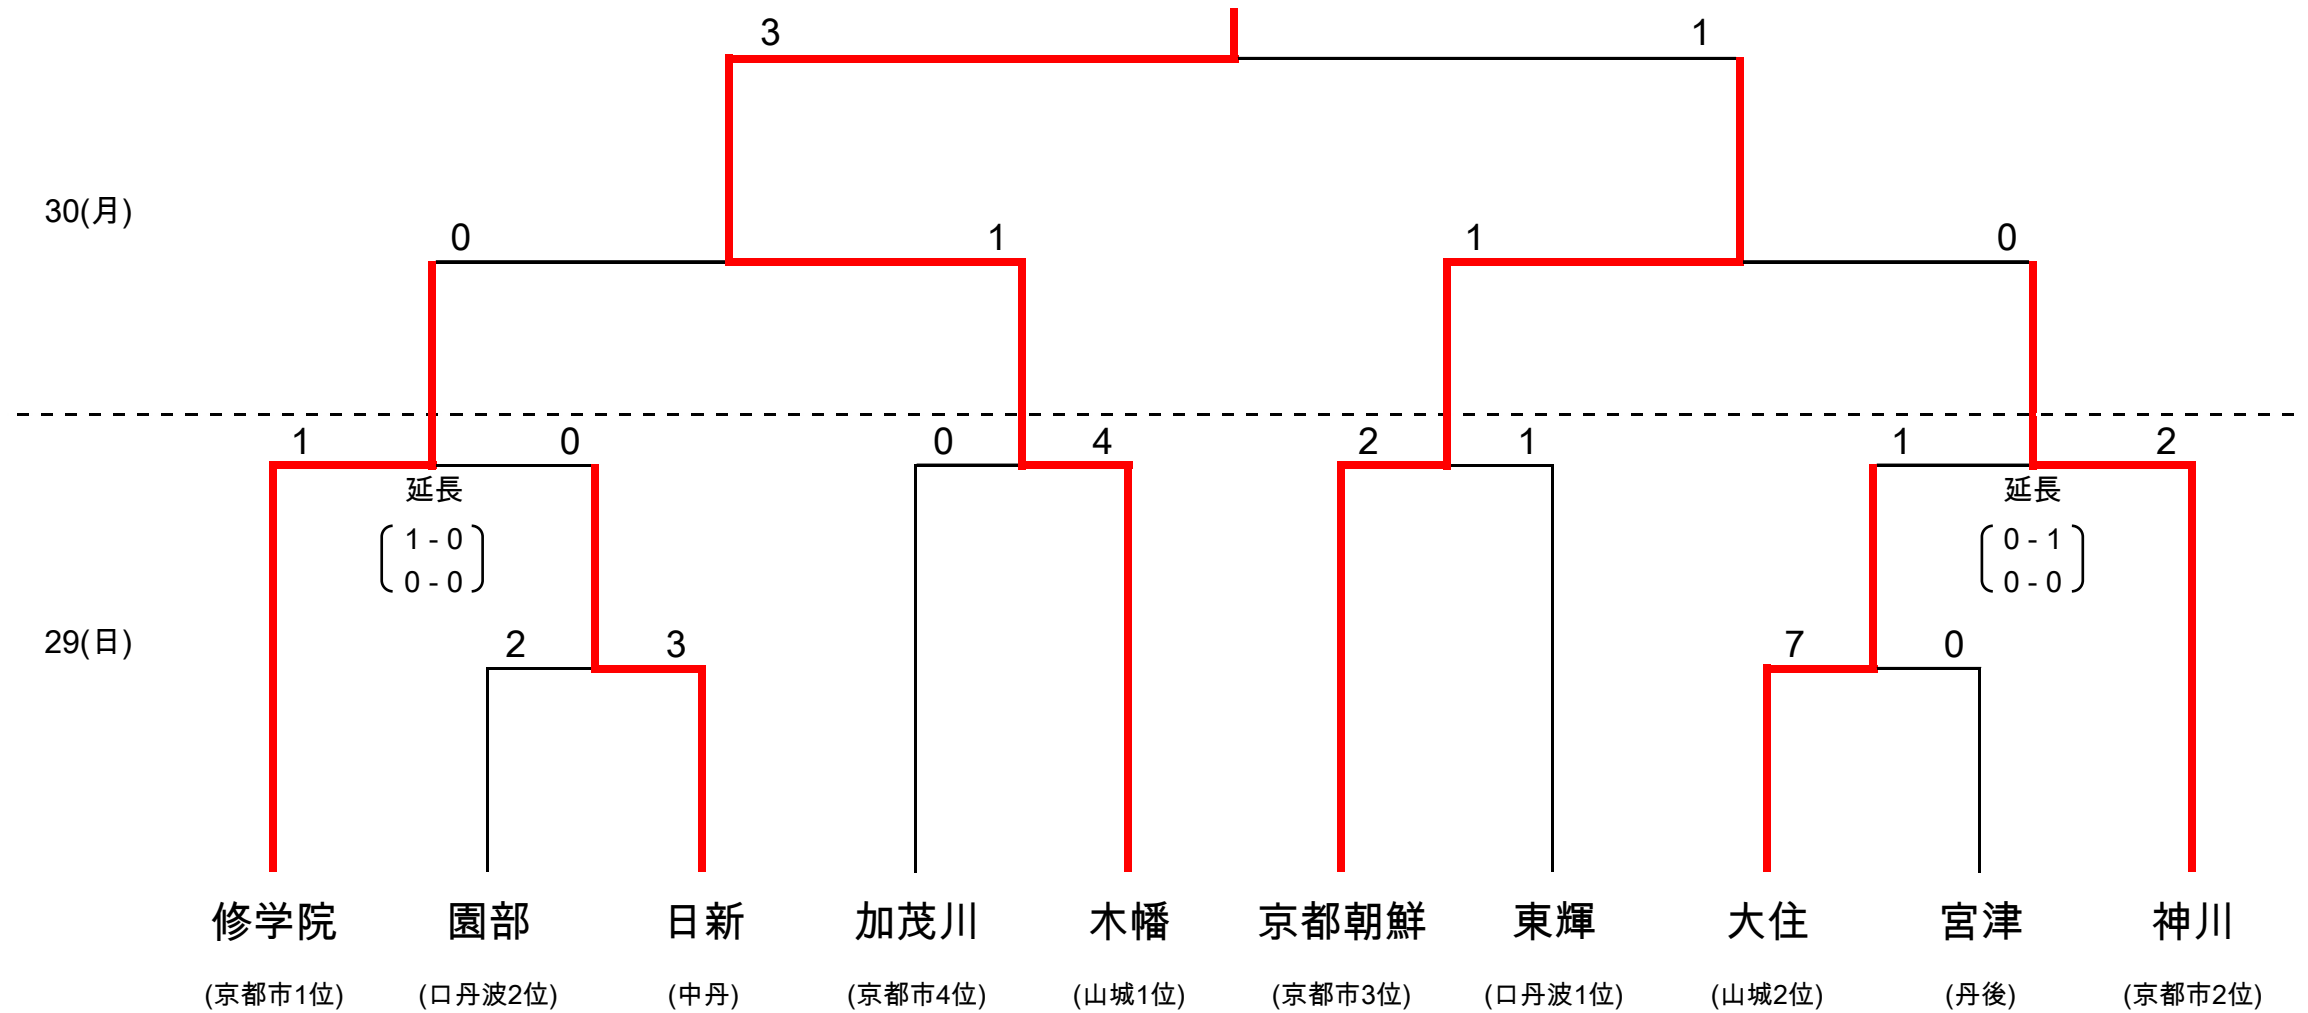 3 1
30(月)
0 1 1 0
1 0 0 4 2 1 1 2
延長 延長
1 - 0 0 - 1
0 - 0 0 - 0
29(日)
2 3 7 0
修学院 園部 日新 加茂川 木幡 京都朝鮮 東輝 大住 宮津 神川
(京都市1位) (口丹波2位) (中丹) (京都市4位) (山城1位) (京都市3位) (口丹波1位) (山城2位) (丹後) (京都市2位)